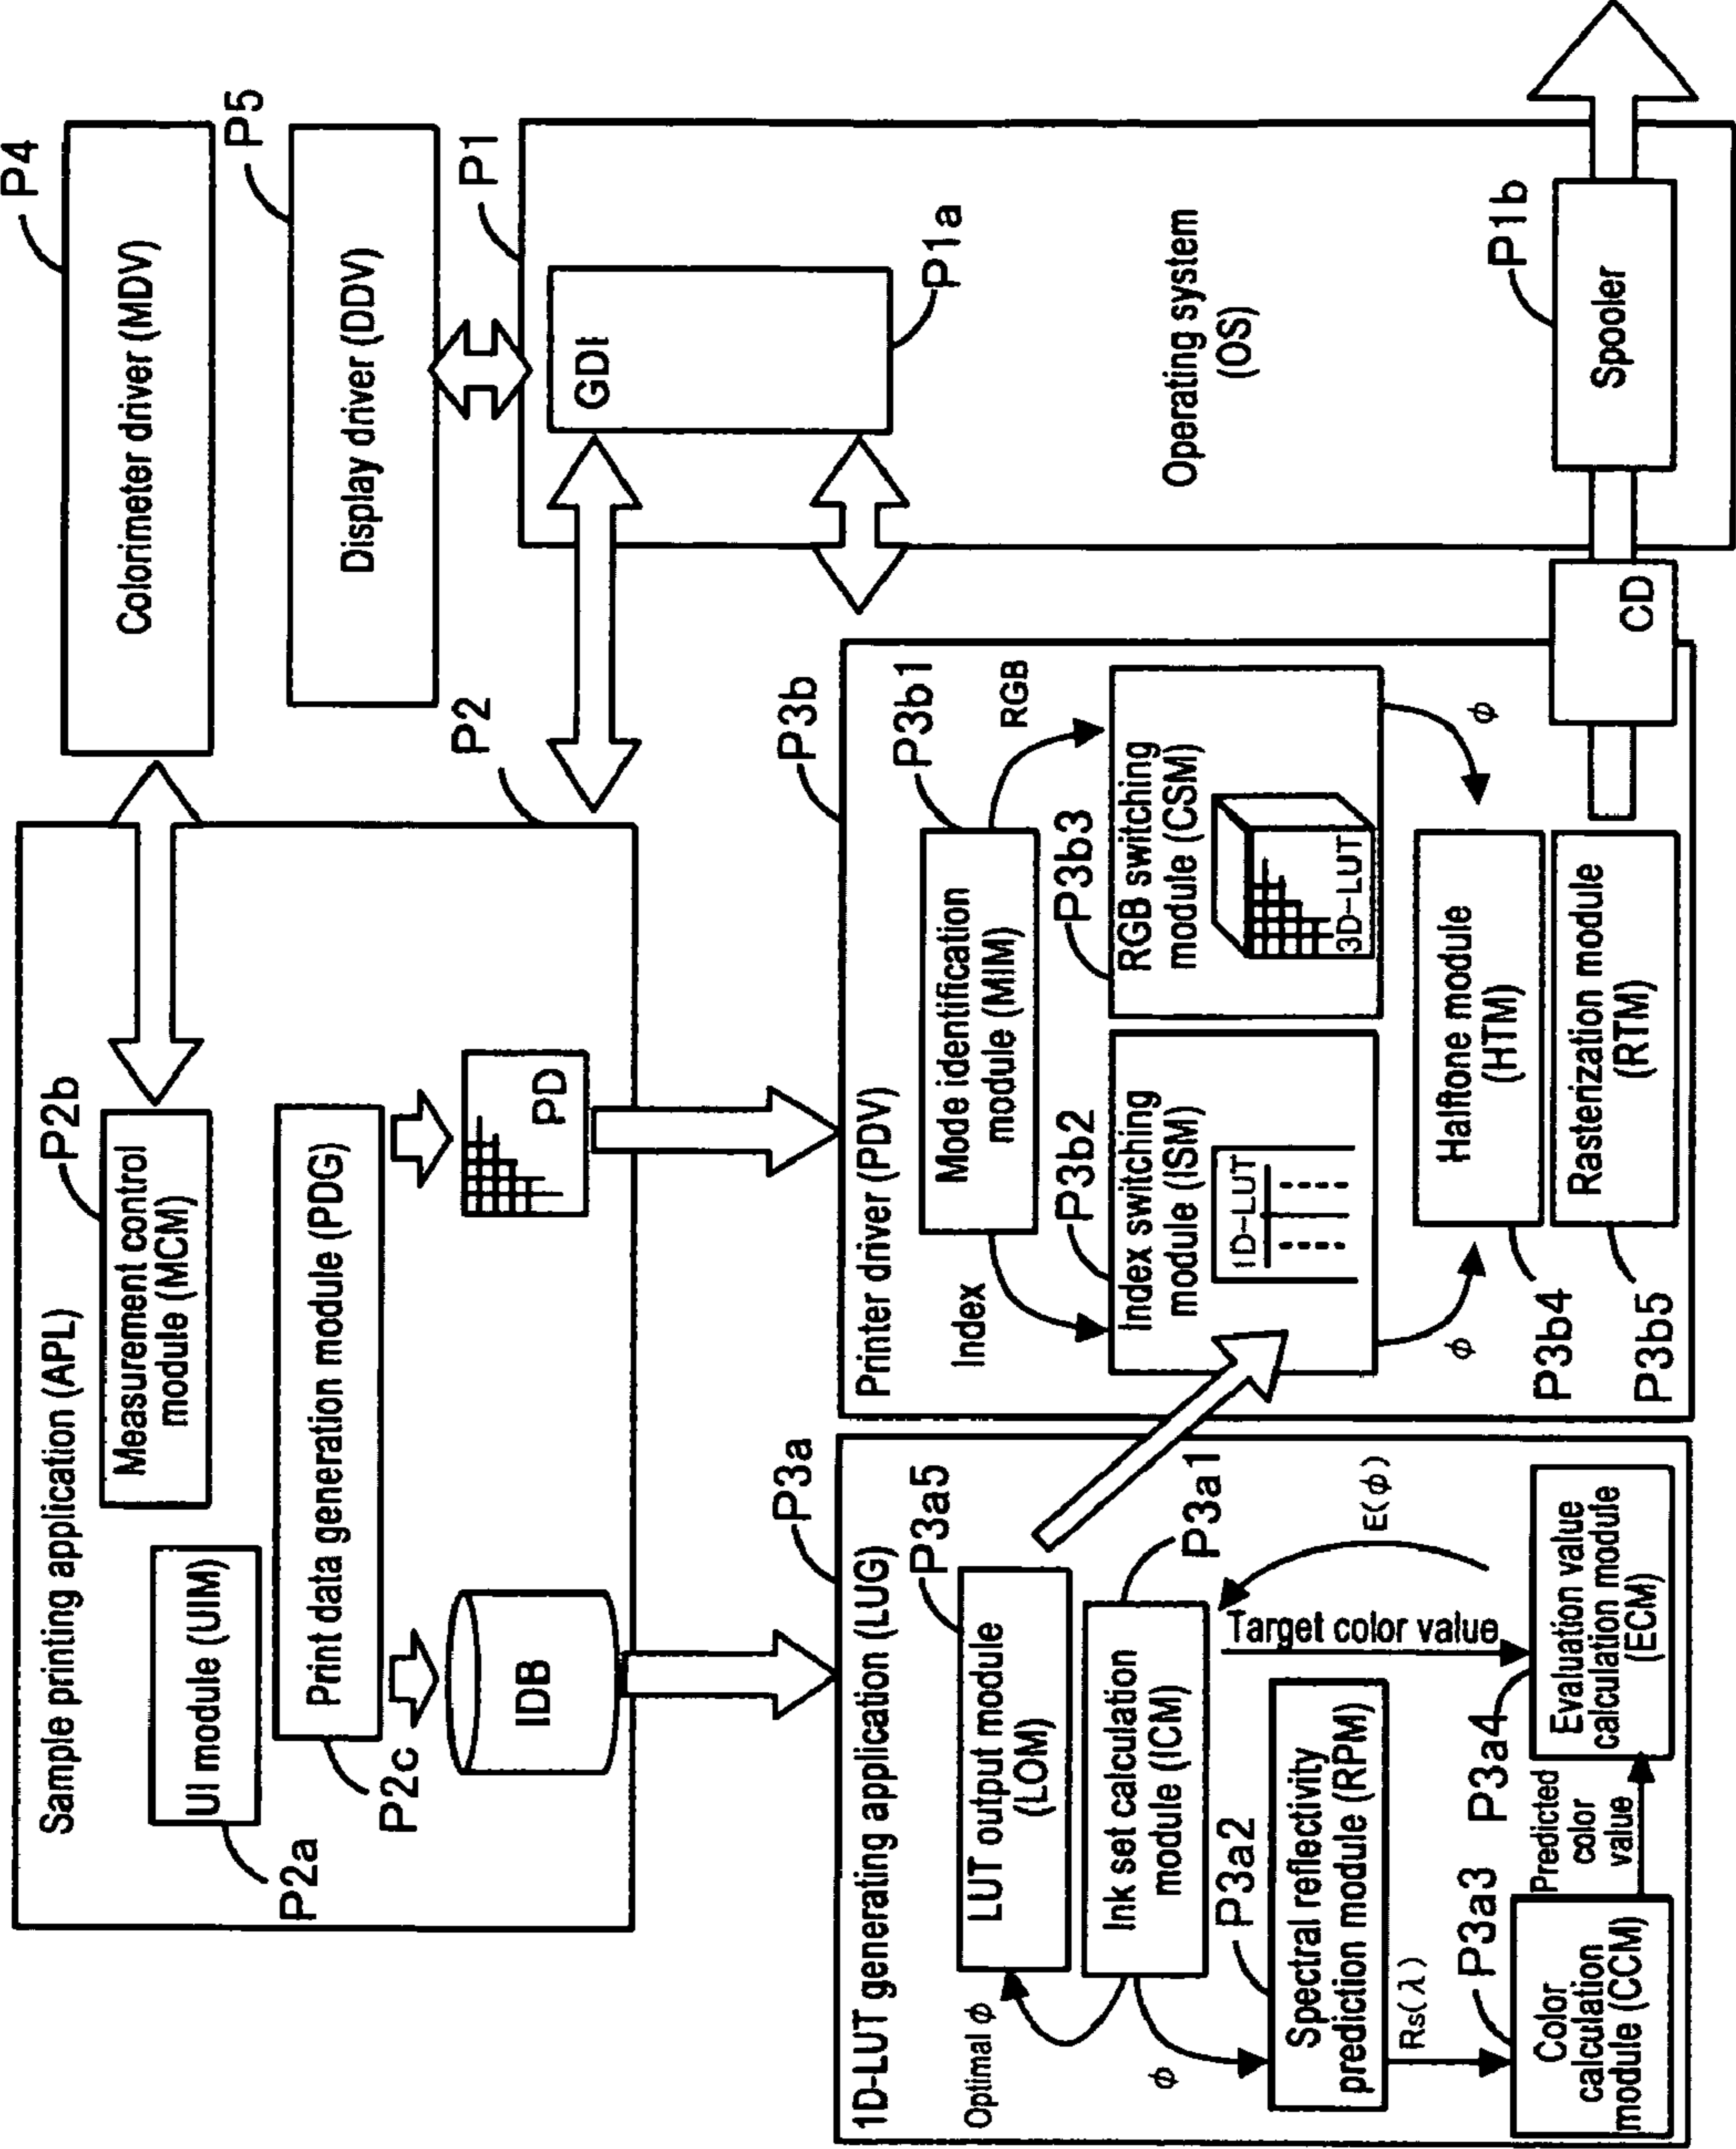 Sample printing application (APL)
UI module (UIM)
P2a
Measurement control
module (MCM)
P2b
Print data generation module (PDG)
P2c
IDB
PD
P2
Colorimeter driver (MDV)
P4
Display driver (DDV)
P5
P1
GDI
P1a
Operating system
(OS)
Spooler
P1b
1D-LUT generating application (LUG)
P3a
LUT output module
(LOM)
P3a5
Optimal ϕ
Ink set calculation
module (ICM)
P3a1
ϕ
Target color value
E(ϕ)
Spectral reflectivity
prediction module (RPM)
P3a2
Rs(λ)
Color
calculation
module (CCM)
P3a3
Predicted
color
value
Evaluation value
calculation module
(ECM)
P3a4
Printer driver (PDV)
P3b
Mode identification
module (MIM)
P3b1
Index
RGB
Index switching
module (ISM)
P3b2
1D-LUT
RGB switching
module (CSM)
P3b3
3D-LUT
ϕ
ϕ
Halftone module
(HTM)
P3b4
Rasterization module
(RTM)
P3b5
CD